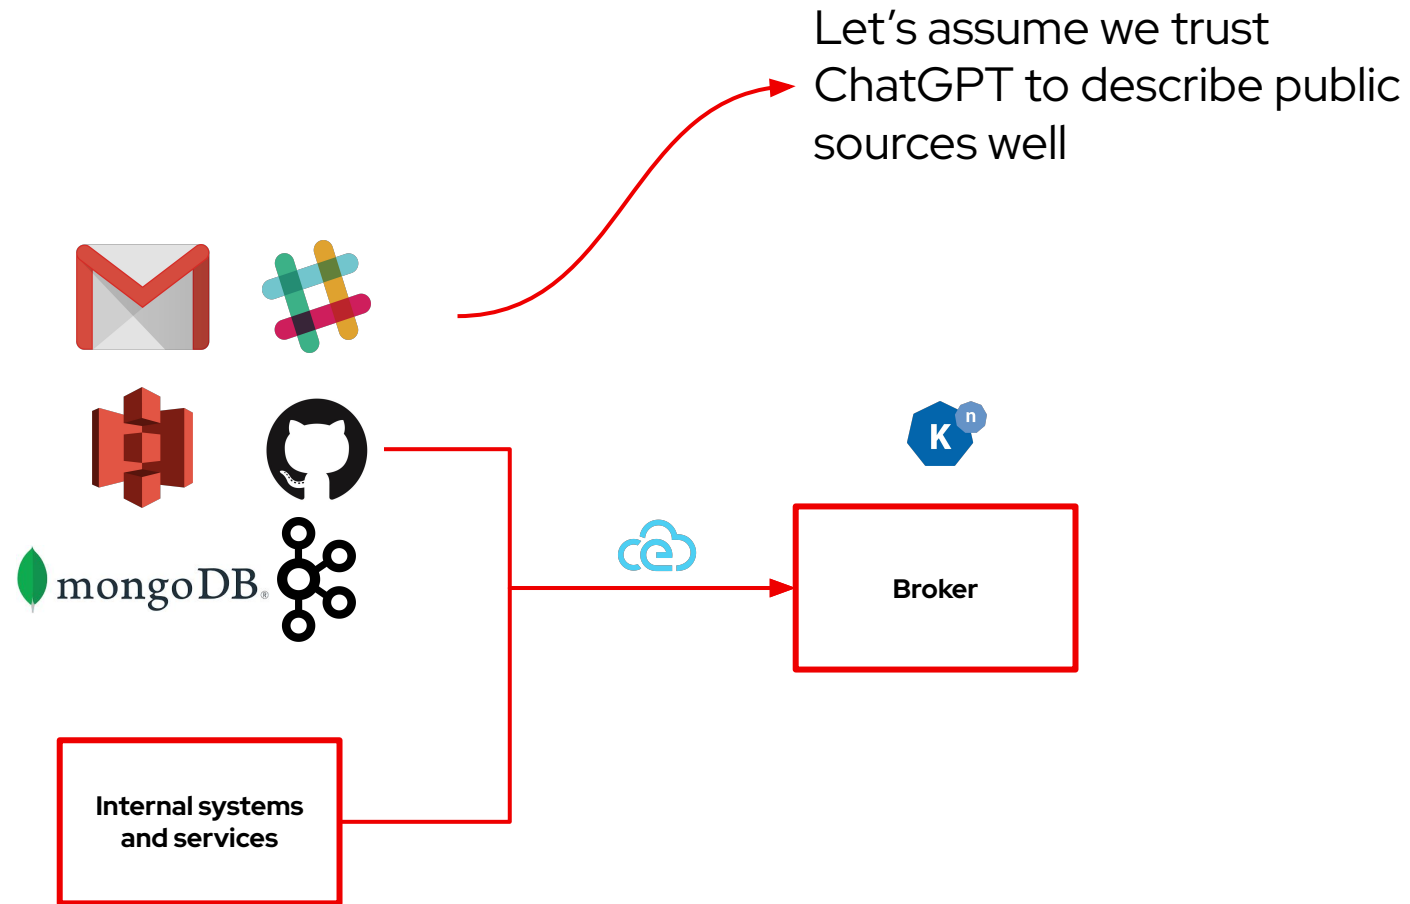 Let’s assume we trust
ChatGPT to describe public
sources well
K
n
mongoDB®
Broker
Internal systems
and services